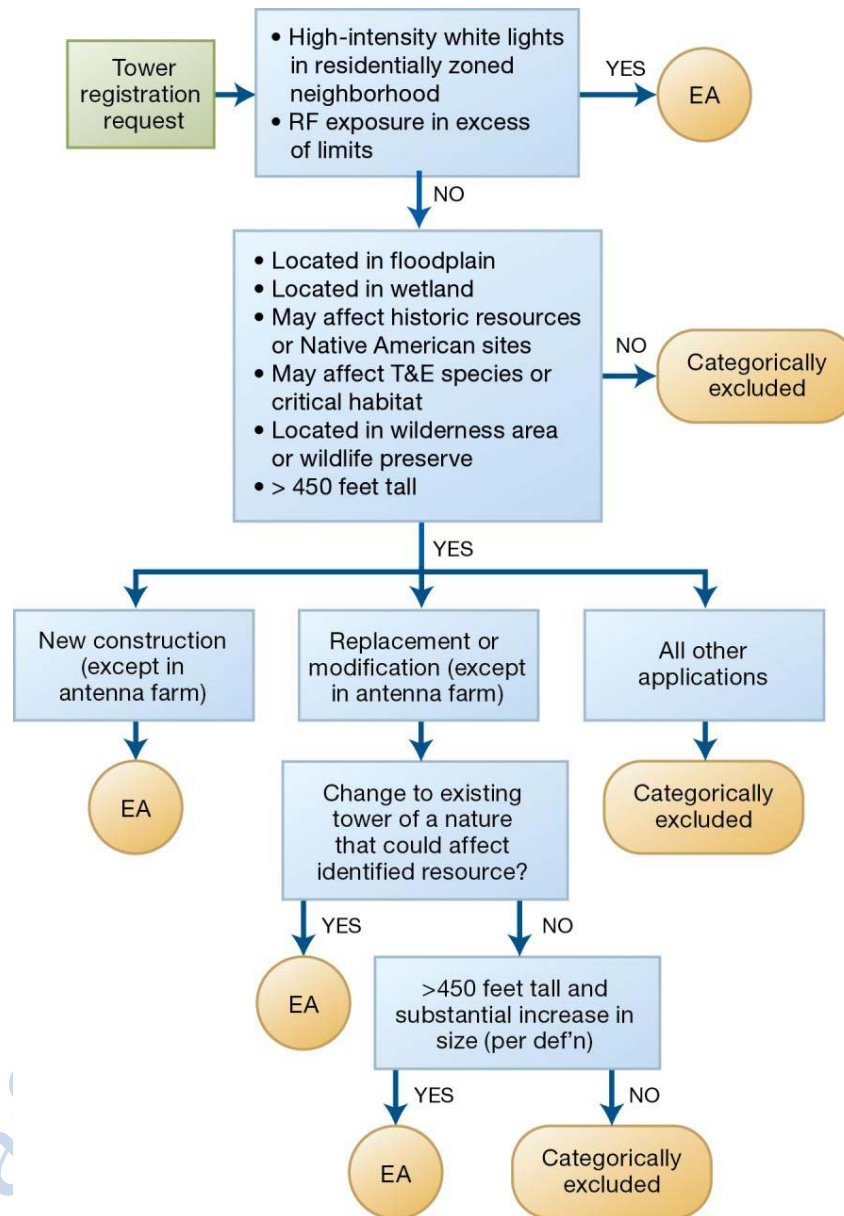 Tower
registration
request
• High-intensity white lights
in residentially zoned
neighborhood
• RF exposure in excess
of limits
YES
EA
NO
• Located in floodplain
• Located in wetland
• May affect historic resources
or Native American sites
• May affect T&E species or
critical habitat
• Located in wilderness area
or wildlife preserve
• > 450 feet tall
NO
Categorically
excluded
YES
New construction
(except in
antenna farm)
Replacement or
modification (except
in antenna farm)
All other
applications
EA
Change to existing
tower of a nature
that could affect
identified resource?
Categorically
excluded
YES
NO
EA
>450 feet tall and
substantial increase in
size (per def’n)
YES
NO
EA
Categorically
excluded